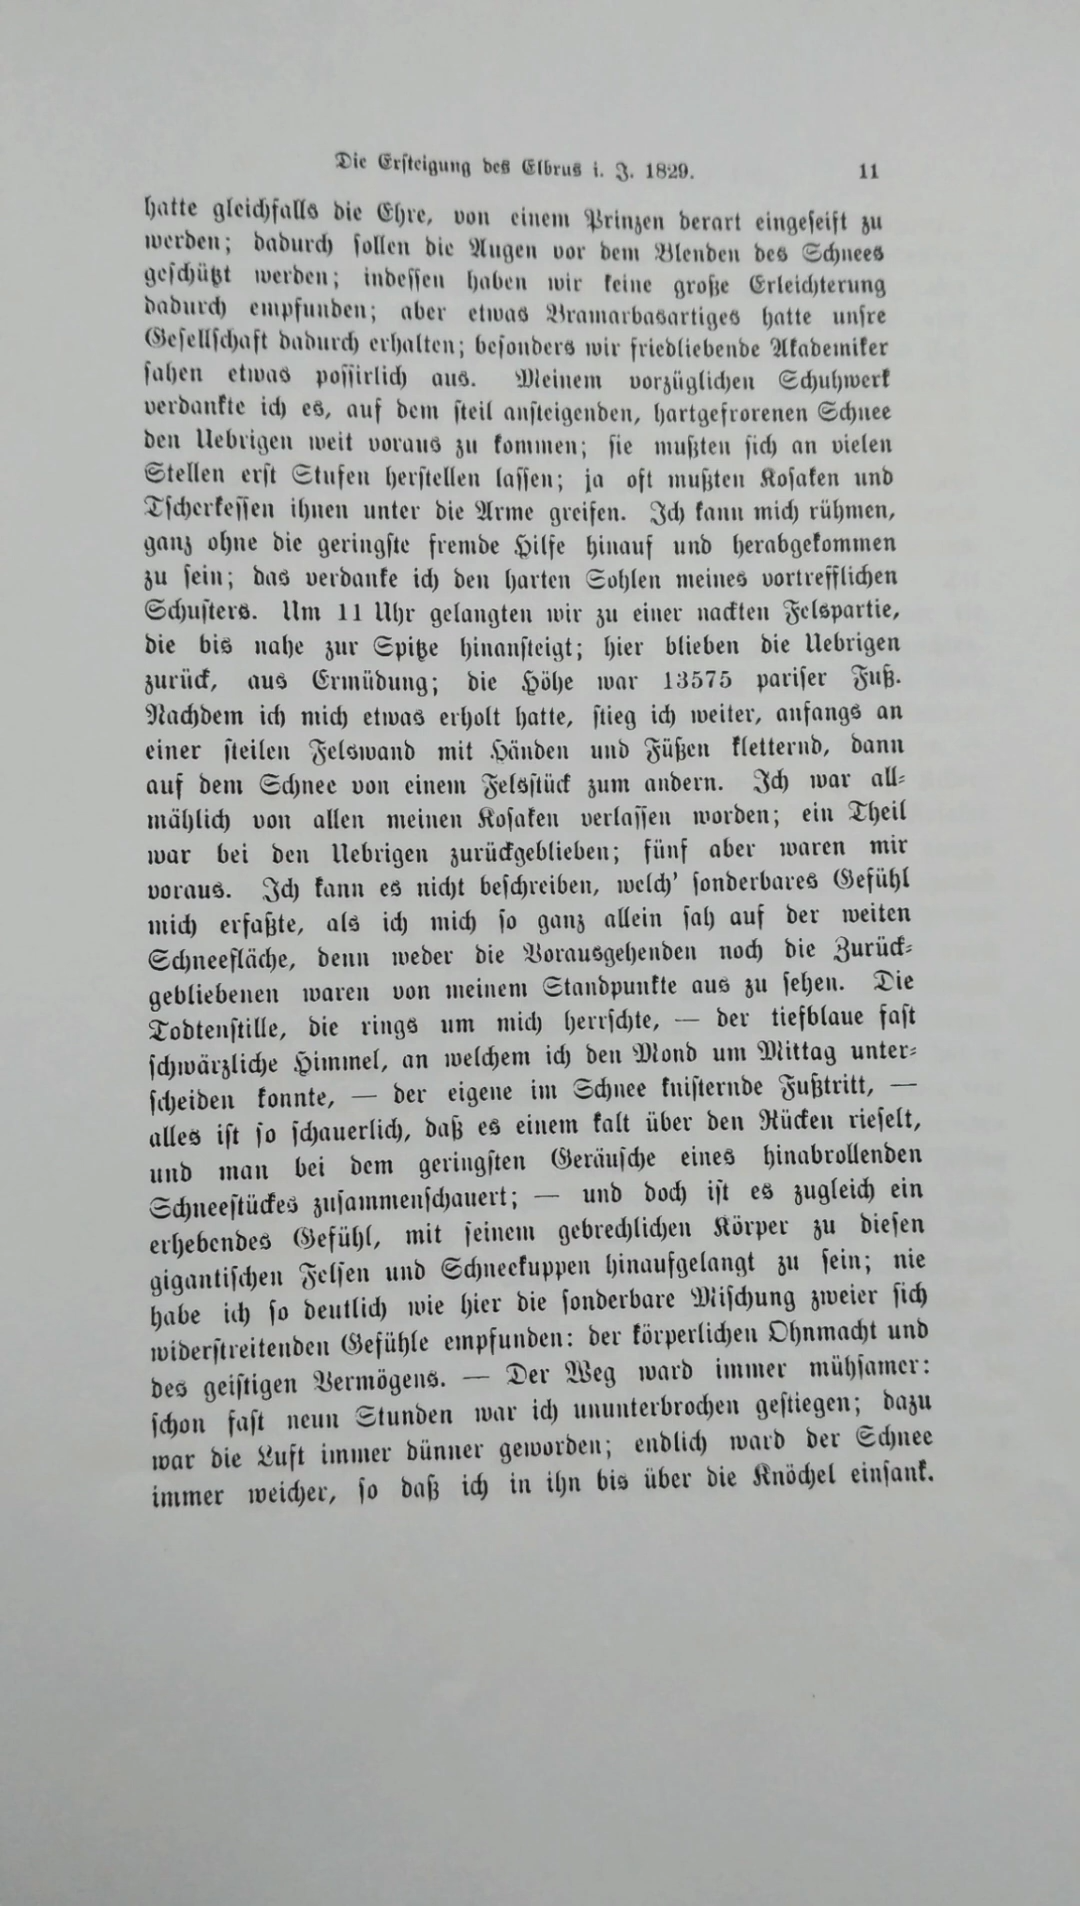 Die Ersteigung des Elbrus i. J. 1829. 11
hatte gleichfalls die Ehre, von einem Prinzen derart eingeseift zu
werden; dadurch sollen die Augen vor dem Blenden des Schnees
geschützt werden; indessen haben wir keine große Erleichterung
dadurch empfunden; aber etwas Bramarbasartiges hatte unsre
Gesellschaft dadurch erhalten; besonders wir friedliebende Akademiker
sahen etwas possirlich aus. Meinem vorzüglichen Schuhwerk
verdankte ich es, auf dem steil ansteigenden, hartgefrorenen Schnee
den Uebrigen weit voraus zu kommen; sie mußten sich an vielen
Stellen erst Stufen herstellen lassen; ja oft mußten Kosaken und
Tscherkessen ihnen unter die Arme greifen. Ich kann mich rühmen,
ganz ohne die geringste fremde Hilfe hinauf und herabgekommen
zu sein; das verdanke ich den harten Sohlen meines vortrefflichen
Schusters. Um 11 Uhr gelangten wir zu einer nackten Felspartie,
die bis nahe zur Spitze hinansteigt; hier blieben die Uebrigen
zurück, aus Ermüdung; die Höhe war 13575 pariser Fuß.
Nachdem ich mich etwas erholt hatte, stieg ich weiter, anfangs an
einer steilen Felswand mit Händen und Füßen kletternd, dann
auf dem Schnee von einem Felsstück zum andern. Ich war all-
mählich von allen meinen Kosaken verlassen worden; ein Theil
war bei den Uebrigen zurückgeblieben; fünf aber waren mir
voraus. Ich kann es nicht beschreiben, welch' sonderbares Gefühl
mich erfaßte, als ich mich so ganz allein sah auf der weiten
Schneefläche, denn weder die Vorausgehenden noch die Zurück-
gebliebenen waren von meinem Standpunkte aus zu sehen. Die
Todtenstille, die rings um mich herrschte, — der tiefblaue fast
schwärzliche Himmel, an welchem ich den Mond um Mittag unter-
scheiden konnte, — der eigene im Schnee knisternde Fußtritt, —
alles ist so schauerlich, daß es einem kalt über den Rücken rieselt,
und man bei dem geringsten Geräusche eines hinabrollenden
Schneestückes zusammenschauert; — und doch ist es zugleich ein
erhebendes Gefühl, mit seinem gebrechlichen Körper zu diesen
gigantischen Felsen und Schneekuppen hinaufgelangt zu sein; nie
habe ich so deutlich wie hier die sonderbare Mischung zweier sich
widerstreitenden Gefühle empfunden: der körperlichen Ohnmacht und
des geistigen Vermögens. — Der Weg ward immer mühsamer:
schon fast neun Stunden war ich ununterbrochen gestiegen; dazu
war die Luft immer dünner geworden; endlich ward der Schnee
immer weicher, so daß ich in ihn bis über die Knöchel einsank.